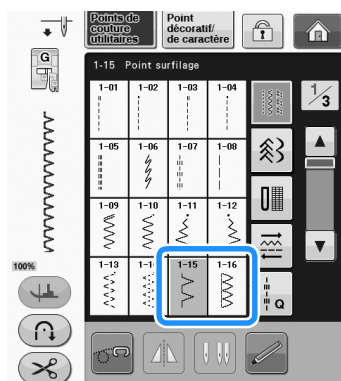 Points de
couture
utilitaires
Point
décoratif/
de caractère
G
1-15 Point surfilage
1/3
1-01 1-02 1-03 1-04
1-05 1-06 1-07 1-08
1-09 1-10 1-11 1-12
1-13 1-1 1-15 1-16
100%
Q